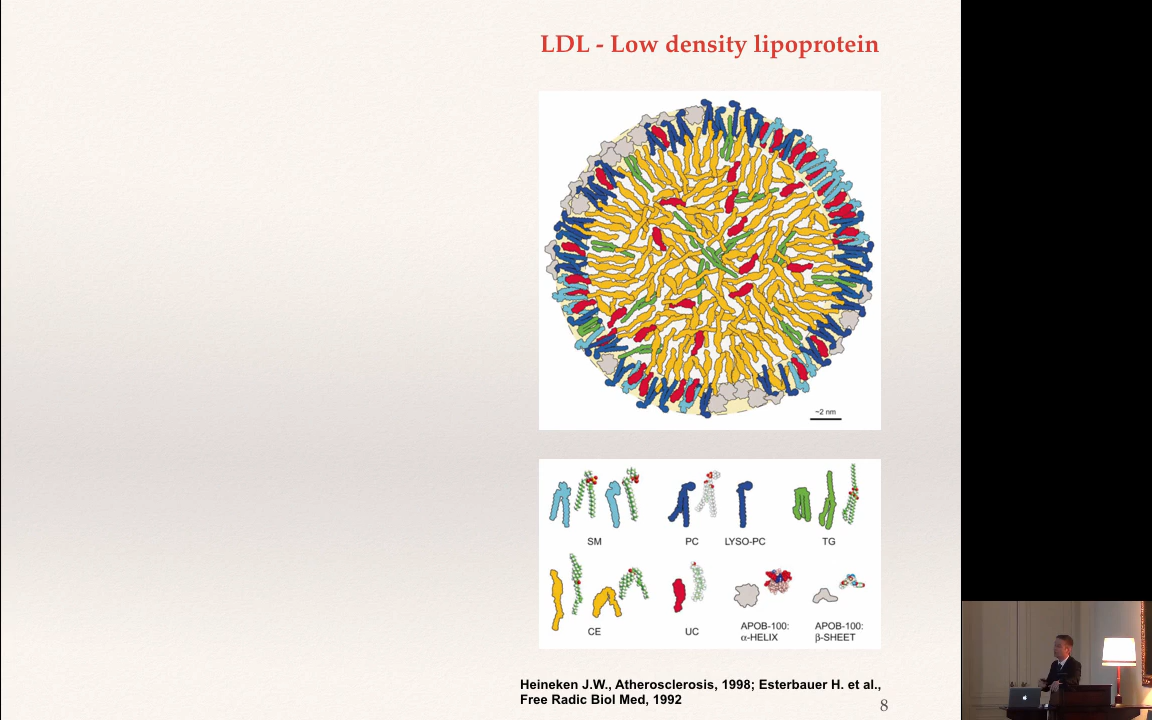 LDL - Low density lipoprotein
~2 nm
SM
PC
LYSO-PC
TG
CE
UC
APOB-100:
α-HELIX
APOB-100:
β-SHEET
Heineken J.W., Atherosclerosis, 1998; Esterbauer H. et al.,
Free Radic Biol Med, 1992
8